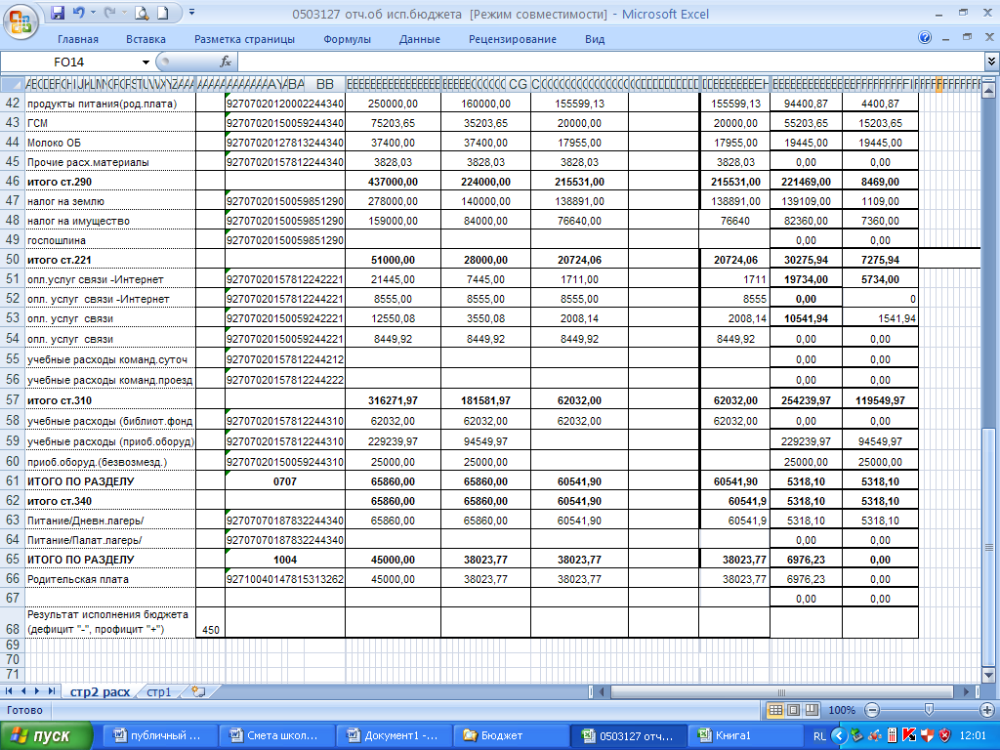 0503127 отч.об исп.бюджета [Режим совместимости] - Microsoft Excel
Главная Вставка Разметка страницы Формулы Данные Рецензирование Вид
FO14 fx
42 продукты питания(род.плата) 92707020120002244340 250000,00 160000,00 155599,13 155599,13 94400,87 4400,87
43 ГСМ 92707020150059244340 75203,65 35203,65 20000,00 20000,00 55203,65 15203,65
44 Молоко ОБ 92707020127813244340 37400,00 37400,00 17955,00 17955,00 19445,00 19445,00
45 Прочие расх.материалы 92707020157812244340 3828,03 3828,03 3828,03 3828,03 0,00 0,00
46 итого ст.290 437000,00 224000,00 215531,00 215531,00 221469,00 8469,00
47 налог на землю 92707020150059851290 278000,00 140000,00 138891,00 138891,00 139109,00 1109,00
48 налог на имущество 92707020150059851290 159000,00 84000,00 76640,00 76640 82360,00 7360,00
49 госпошлина 92707020150059851290 0,00 0,00
50 итого ст.221 51000,00 28000,00 20724,06 20724,06 30275,94 7275,94
51 опл.услуг связи -Интернет 92707020157812242221 21445,00 7445,00 1711,00 1711 19734,00 5734,00
52 опл. услуг связи -Интернет 92707020157812244221 8555,00 8555,00 8555,00 8555 0,00 0
53 опл. услуг связи 92707020150059242221 12550,08 3550,08 2008,14 2008,14 10541,94 1541,94
54 опл. услуг связи 92707020150059244221 8449,92 8449,92 8449,92 8449,92 0,00 0,00
55 учебные расходы команд.суточ 92707020157812244212 0,00 0,00
56 учебные расходы команд.проезд 92707020157812244222 0,00 0,00
57 итого ст.310 316271,97 181581,97 62032,00 62032,00 254239,97 119549,97
58 учебные расходы (библиот.фонд 92707020157812244310 62032,00 62032,00 62032,00 62032,00 0,00 0,00
59 учебные расходы (приоб.оборуд) 92707020157812244310 229239,97 94549,97 229239,97 94549,97
60 приоб.оборуд.(безвозмезд.) 92707020150059244310 25000,00 25000,00 25000,00 25000,00
61 ИТОГО ПО РАЗДЕЛУ 0707 65860,00 65860,00 60541,90 60541,90 5318,10 5318,10
62 итого ст.340 65860,00 65860,00 60541,90 60541,9 5318,10 5318,10
63 Питание/Дневн.лагерь/ 92707070187832244340 65860,00 65860,00 60541,90 60541,9 5318,10 5318,10
64 Питание/Палат.лагерь/ 92707070187832244340 0,00 0,00
65 ИТОГО ПО РАЗДЕЛУ 1004 45000,00 38023,77 38023,77 38023,77 6976,23 0,00
66 Родительская плата 92710040147815313262 45000,00 38023,77 38023,77 38023,77 6976,23 0,00
67 0,00 0,00
Результат исполнения бюджета
68 (дефицит "-", профицит "+") 450
69
70
71
стр2 расх стр1
Готово 100%
пуск публичный ... Смета школ... Документ1 -... Бюджет 0503127 отч... Книга1 RL 12:01